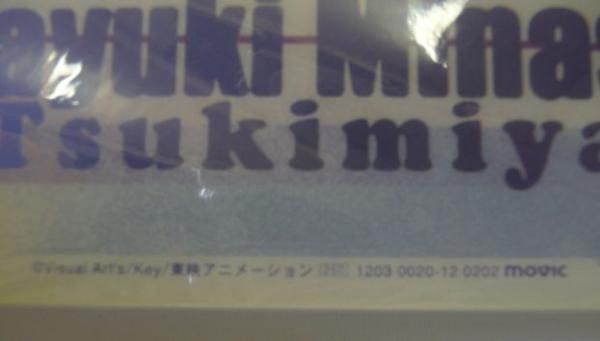 ayuki Minas
Tsukimiya
©Visual Art's/Key/東映アニメーション 1203 0020-12 0202 movic